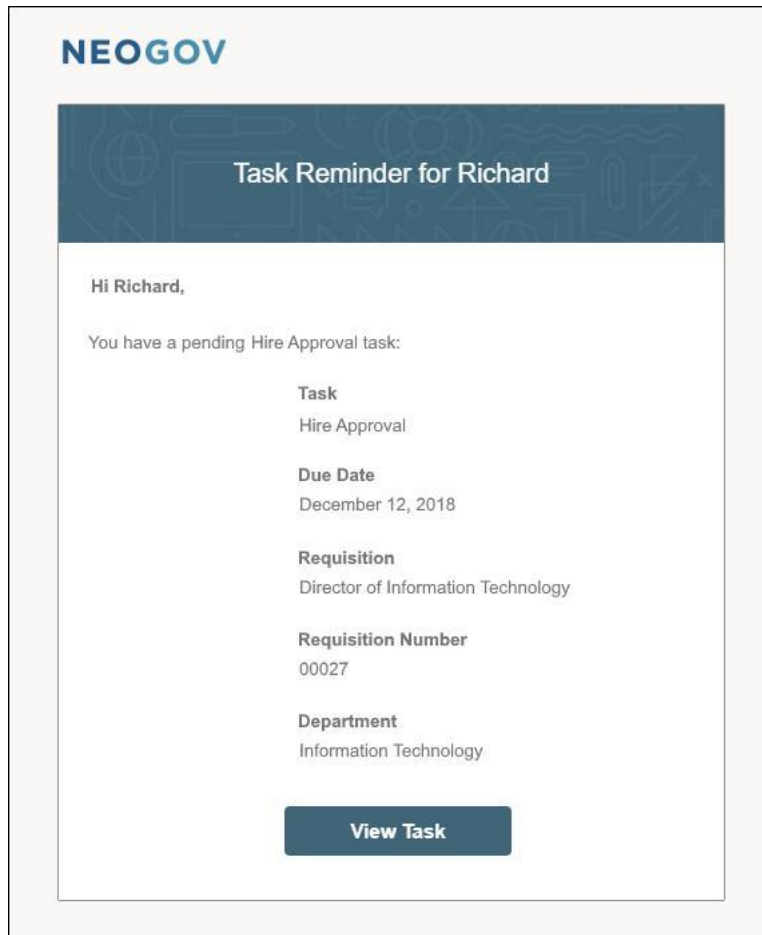 NEOGOV
Task Reminder for Richard
Hi Richard,
You have a pending Hire Approval task:
Task
Hire Approval
Due Date
December 12, 2018
Requisition
Director of Information Technology
Requisition Number
00027
Department
Information Technology
View Task